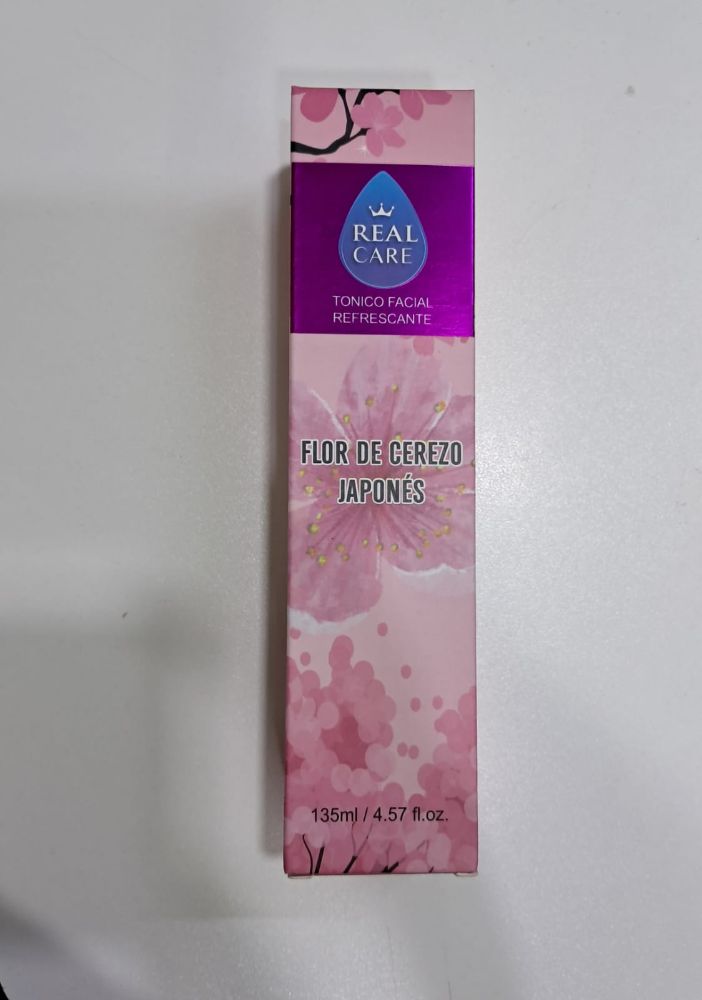 REAL
CARE
TONICO FACIAL
REFRESCANTE
FLOR DE CEREZO
JAPONÉS
135ml / 4.57 fl.oz.